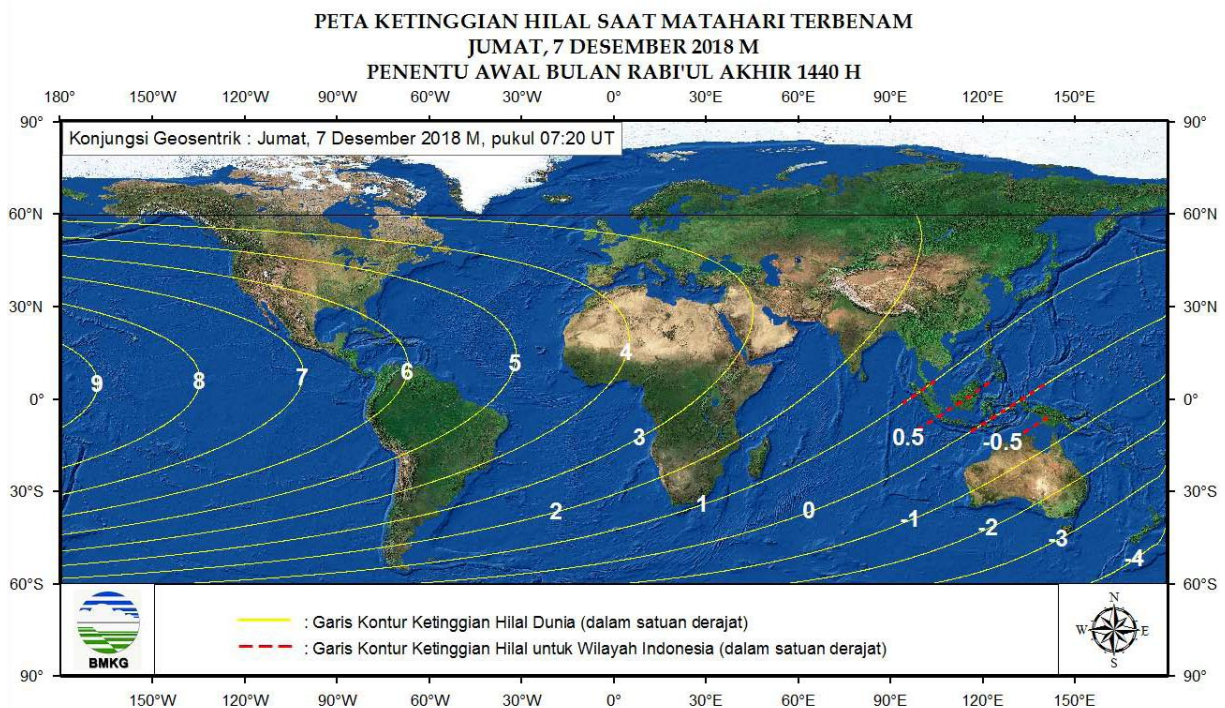 PETA KETINGGIAN HILAL SAAT MATAHARI TERBENAM
JUMAT, 7 DESEMBER 2018 M
PENENTU AWAL BULAN RABI'UL AKHIR 1440 H
180° 150°W 120°W 90°W 60°W 30°W 0° 30°E 60°E 90°E 120°E 150°E
90° 90°
Konjungsi Geosentrik : Jumat, 7 Desember 2018 M, pukul 07:20 UT
60°N 60°N
30°N 30°N
9 8 7 6 5 4
0° 0°
3 0.5 -0.5
30°S 30°S
2 1 0 -1 -2 -3 -4
60°S 60°S
N
: Garis Kontur Ketinggian Hilal Dunia (dalam satuan derajat)
W E
: Garis Kontur Ketinggian Hilal untuk Wilayah Indonesia (dalam satuan derajat)
S
BMKG
90° 90°
150°W 120°W 90°W 60°W 30°W 0° 30°E 60°E 90°E 120°E 150°E